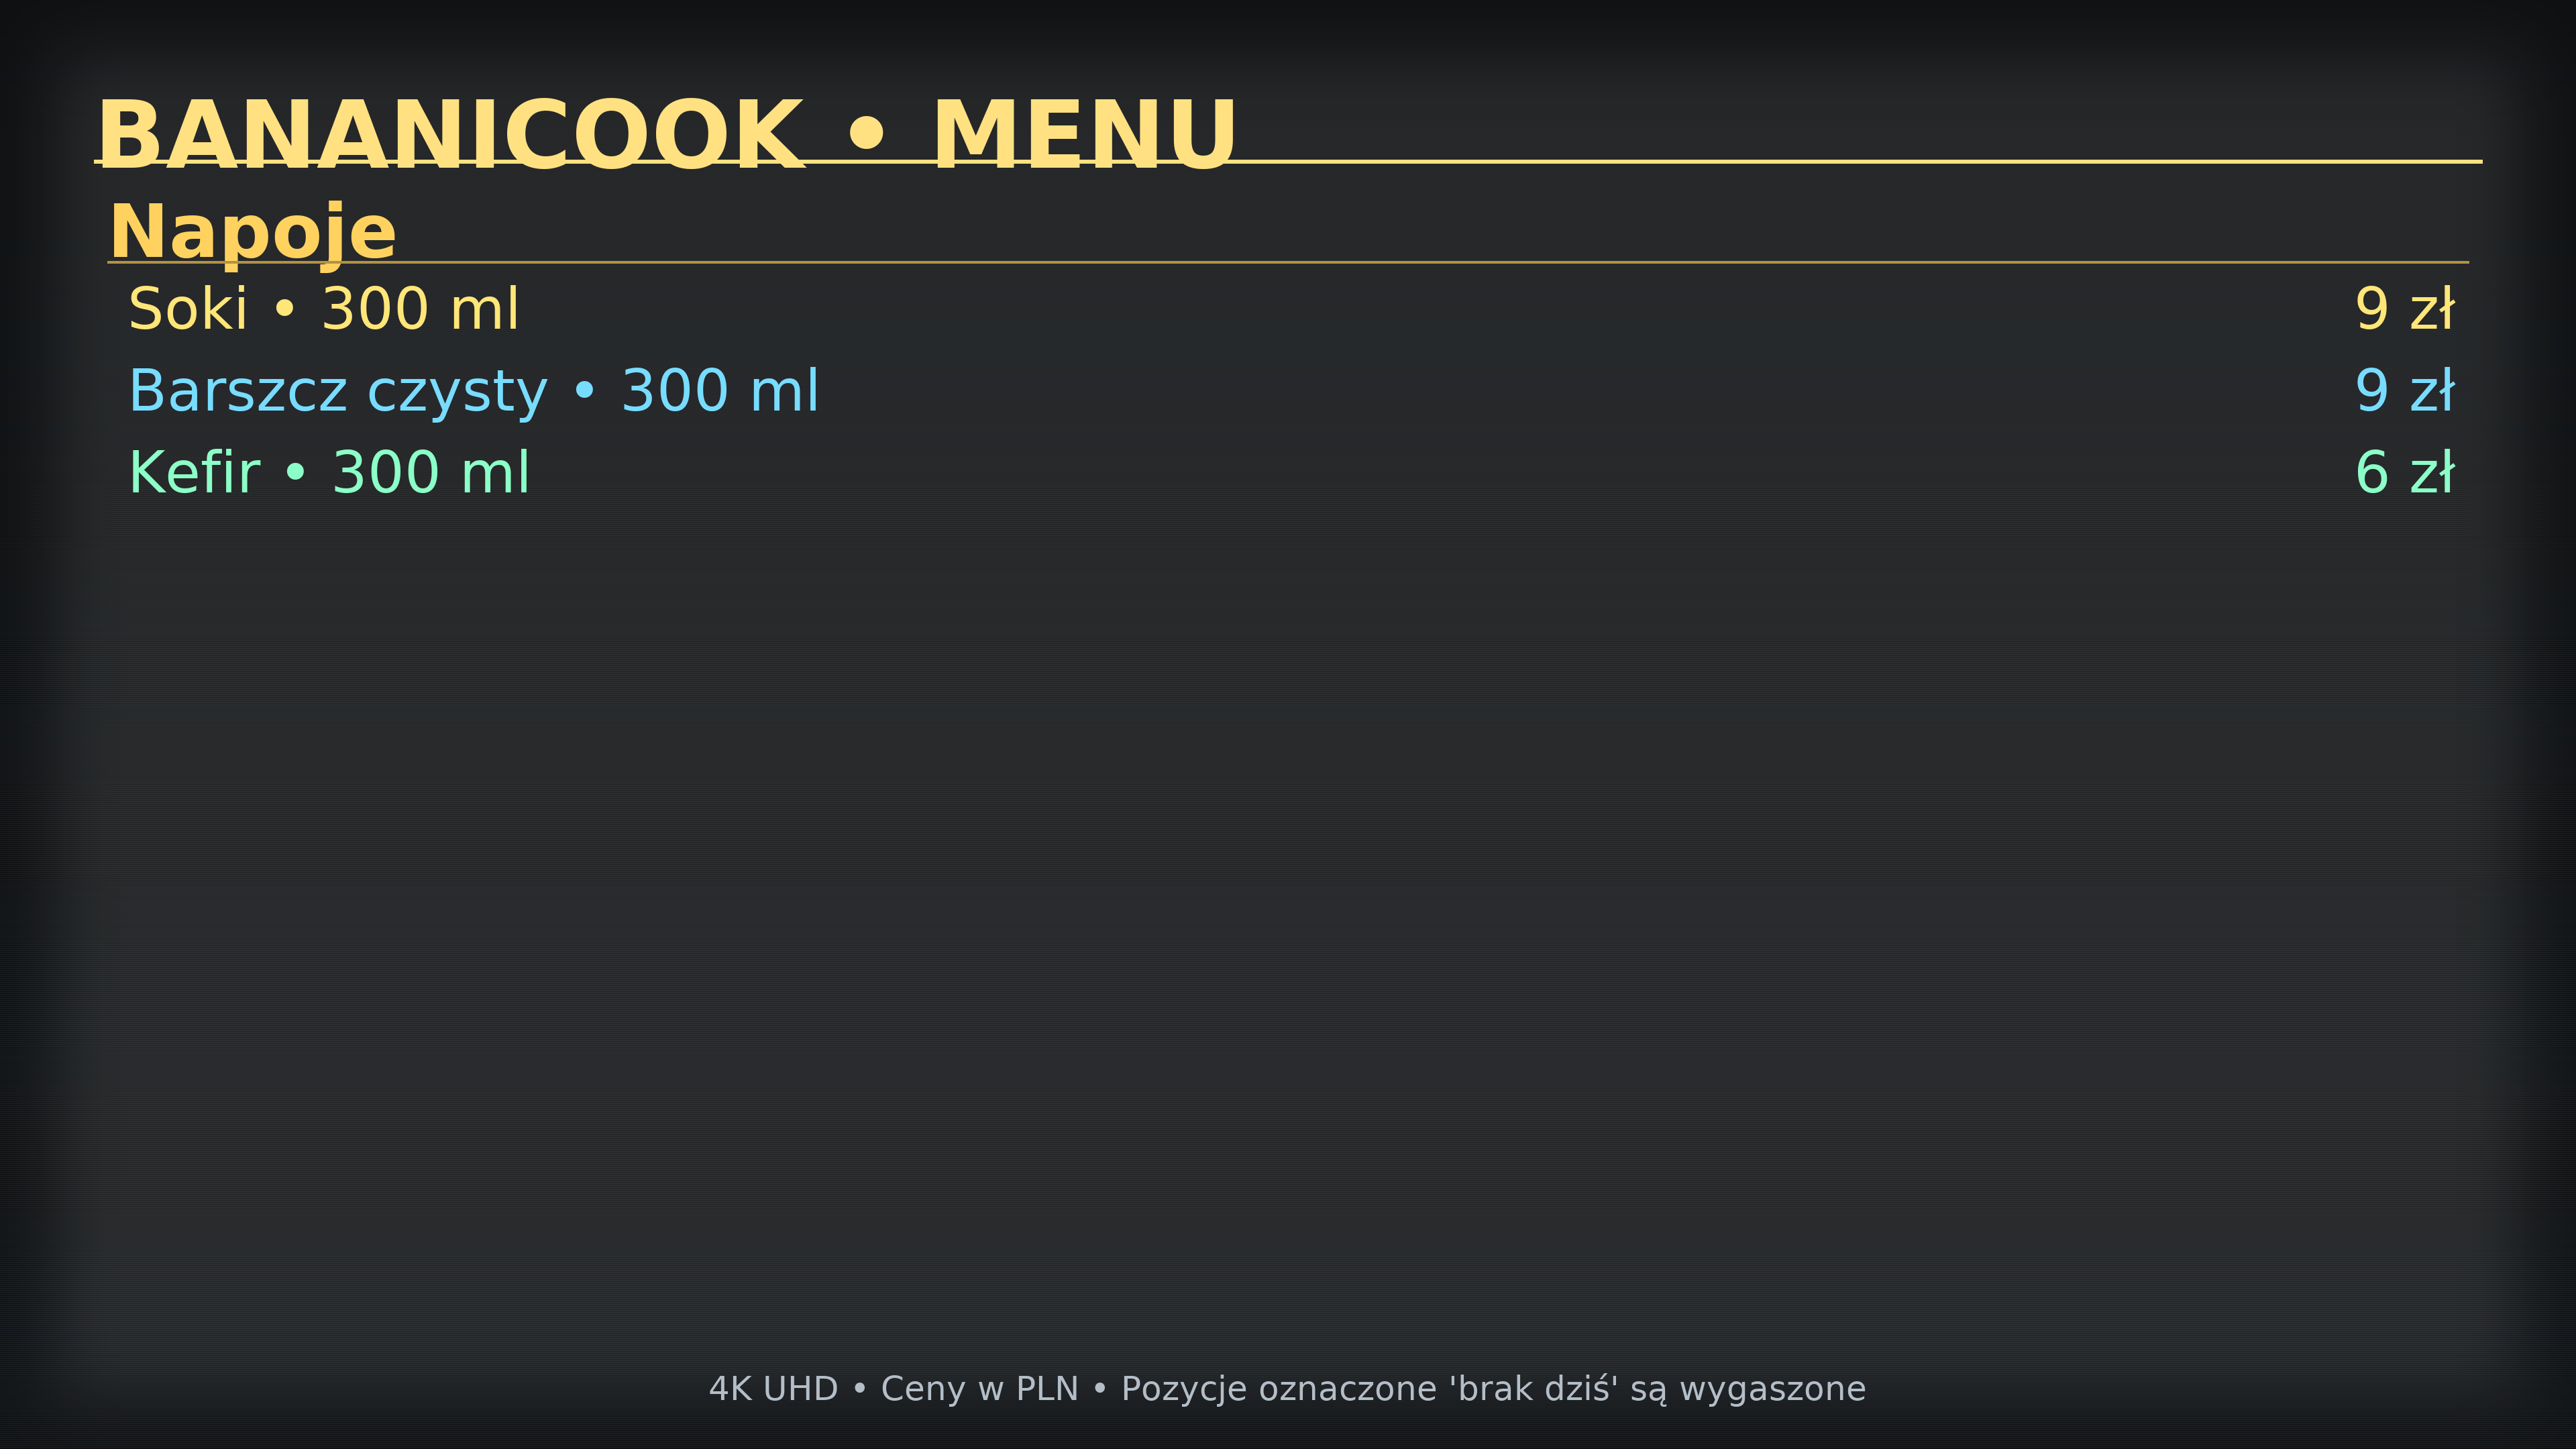 BANANICOOK • MENU
Napoje
Soki • 300 ml 9 zł
Barszcz czysty • 300 ml 9 zł
Kefir • 300 ml 6 zł
4K UHD • Ceny w PLN • Pozycje oznaczone 'brak dziś' są wygaszone